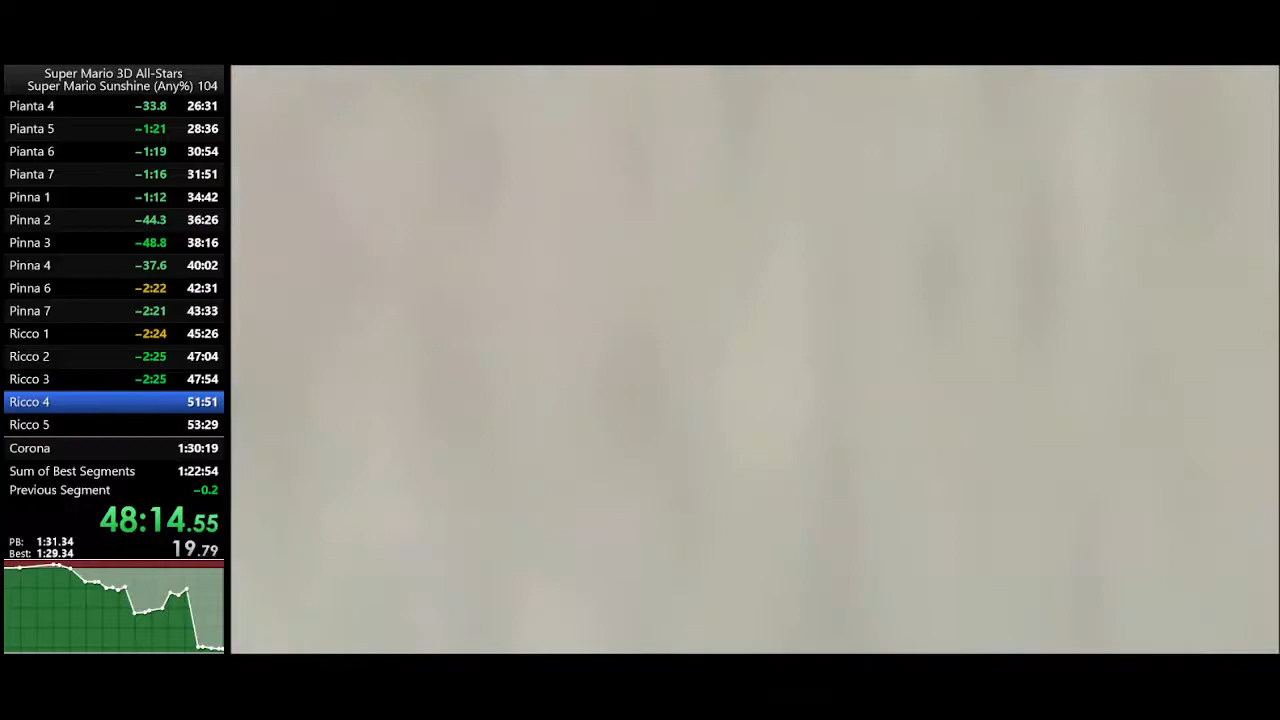 Super Mario 3D All-Stars
Super Mario Sunshine (Any%) 104
Pianta 4 −33.8 26:31
Pianta 5 −1:21 28:36
Pianta 6 −1:19 30:54
Pianta 7 −1:16 31:51
Pinna 1 −1:12 34:42
Pinna 2 −44.3 36:26
Pinna 3 −48.8 38:16
Pinna 4 −37.6 40:02
Pinna 6 −2:22 42:31
Pinna 7 −2:21 43:33
Ricco 1 −2:24 45:26
Ricco 2 −2:25 47:04
Ricco 3 −2:25 47:54
Ricco 4 51:51
Ricco 5 53:29
Corona 1:30:19
Sum of Best Segments 1:22:54
Previous Segment −0.2
48:14.55
PB: 1:31.34
Best: 1:29.34
19.79